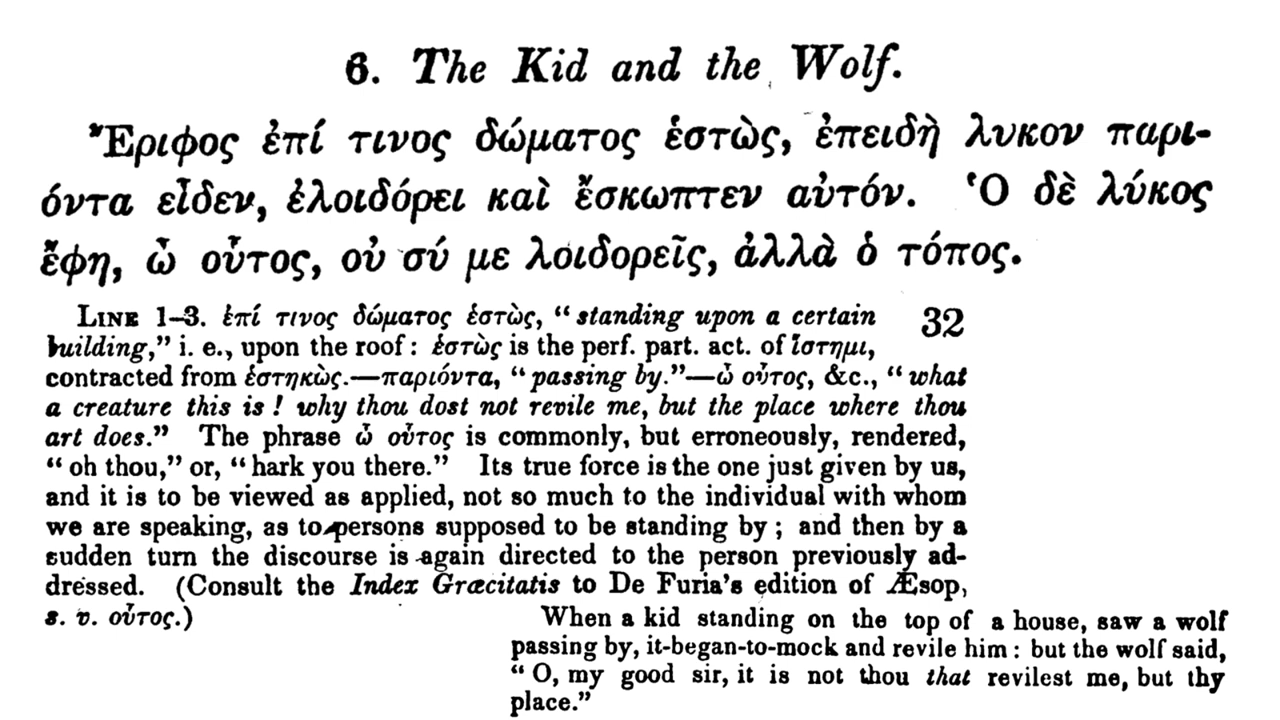 6. The Kid and the Wolf.
Ἔριφος ἐπί τινος δώματος ἑστὼς, ἐπειδὴ λυκον παρι-
όντα εἶδεν, ἐλοιδόρει καὶ ἔσκωπτεν αὐτόν. Ὁ δὲ λύκος
ἔφη, ὦ οὗτος, οὐ σύ με λοιδορεῖς, ἀλλὰ ὁ τόπος.
LINE 1–3. ἐπί τινος δώματος ἑστὼς, “standing upon a certain
building,” i. e., upon the roof: ἑστὼς is the perf. part. act. of ἵστημι,
contracted from ἑστηκὼς.—παριόντα, “passing by.”—ὦ οὗτος, &c., “what
a creature this is! why thou dost not revile me, but the place where thou
art does.” The phrase ὦ οὗτος is commonly, but erroneously, rendered,
“oh thou,” or, “hark you there.” Its true force is the one just given by us,
and it is to be viewed as applied, not so much to the individual with whom
we are speaking, as to persons supposed to be standing by; and then by a
sudden turn the discourse is again directed to the person previously ad-
dressed. (Consult the Index Græcitatis to De Furia's edition of Æsop,
s. v. οὗτος.)
32
When a kid standing on the top of a house, saw a wolf
passing by, it-began-to-mock and revile him: but the wolf said,
“O, my good sir, it is not thou that revilest me, but thy
place.”